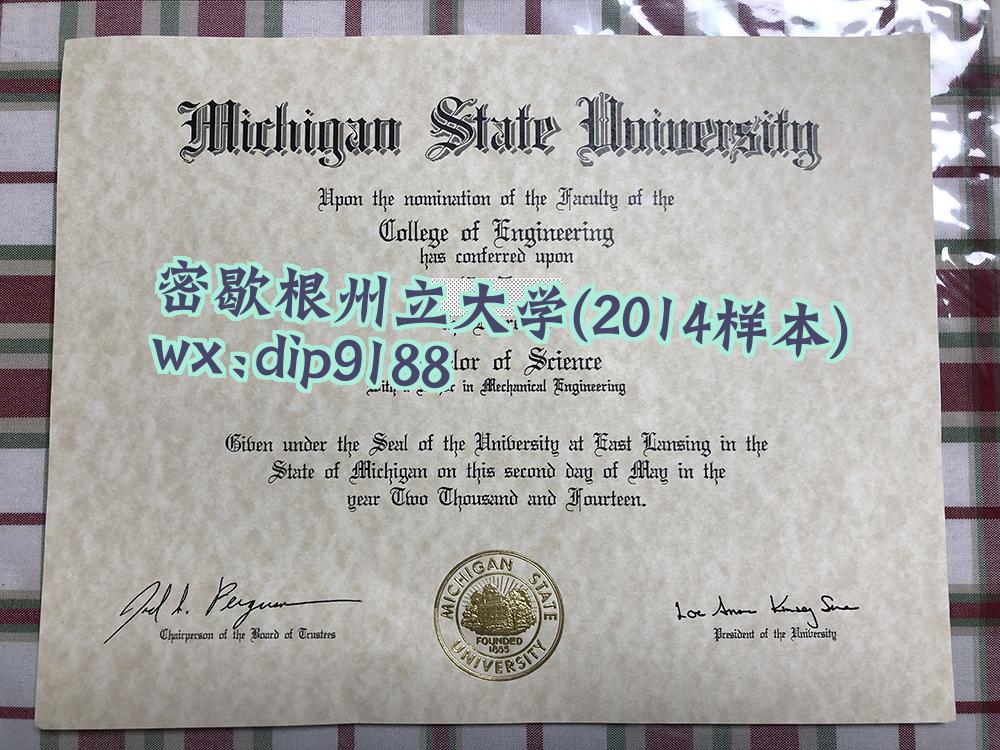 Michigan State University
Upon the nomination of the Faculty of the
College of Engineering
has conferred upon
密歇根州立大学(2014样本)
wx:dip9188
of Science
in Mechanical Engineering
Given under the Seal of the University at East Lansing in the
State of Michigan on this second day of May in the
year Two Thousand and Fourteen.
Chairperson of the Board of Trustees
MICHIGAN STATE UNIVERSITY
FOUNDED
1855
President of the University